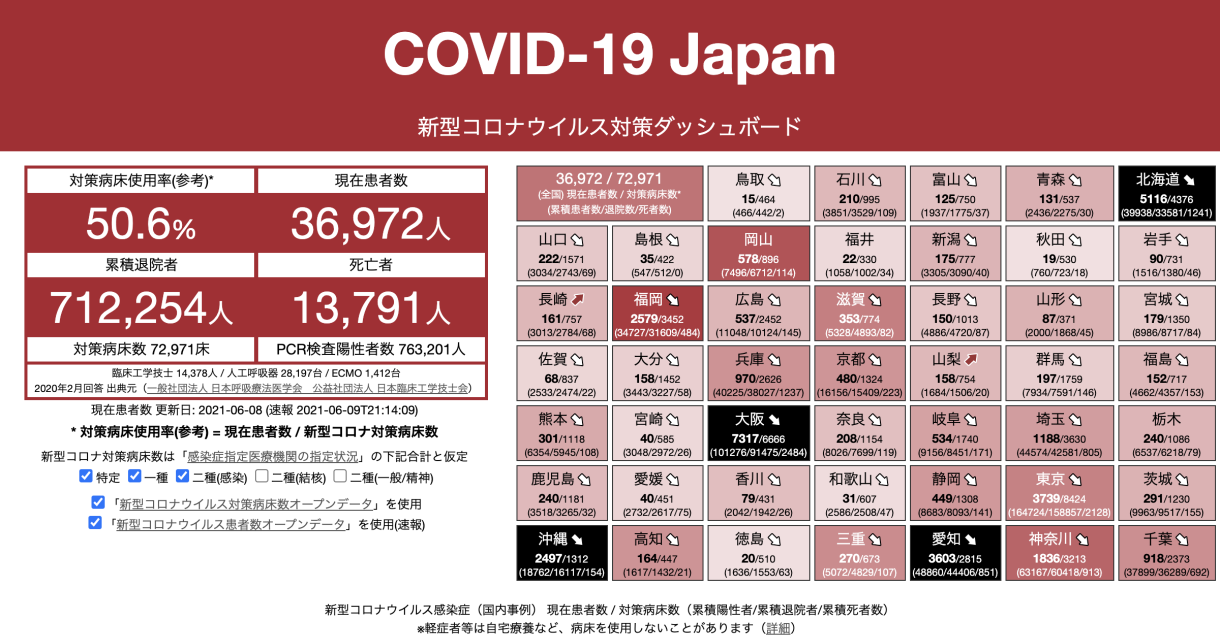 COVID-19 Japan
新型コロナウイルス対策ダッシュボード
対策病床使用率(参考)*
現在患者数
50.6%
36,972人
累積退院者
死亡者
712,254人
13,791人
対策病床数 72,971床
PCR検査陽性者数 763,201人
臨床工学技士 14,378人 / 人工呼吸器 28,197台 / ECMO 1,412台
2020年2月回答 出典元（一般社団法人 日本呼吸療法医学会　公益社団法人 日本臨床工学技士会）
現在患者数 更新日: 2021-06-08 (速報 2021-06-09T21:14:09)
* 対策病床使用率(参考) = 現在患者数 / 新型コロナ対策病床数
新型コロナ対策病床数は「感染症指定医療機関の指定状況」の下記合計と仮定
特定 一種 二種(感染) 二種(結核) 二種(一般/精神)
「新型コロナウイルス対策病床数オープンデータ」を使用
「新型コロナウイルス患者数オープンデータ」を使用(速報)
36,972 / 72,971
(全国) 現在患者数 / 対策病床数*
(累積患者数/退院数/死者数)
鳥取
15/464
(466/442/2)
石川
210/995
(3851/3529/109)
富山
125/750
(1937/1775/37)
青森
131/537
(2436/2275/30)
北海道
5116/4376
(39938/33581/1241)
山口
222/1571
(3034/2743/69)
島根
35/422
(547/512/0)
岡山
578/896
(7496/6712/114)
福井
22/330
(1058/1002/34)
新潟
175/777
(3305/3090/40)
秋田
19/530
(760/723/18)
岩手
90/731
(1516/1380/46)
長崎
161/757
(3013/2784/68)
福岡
2579/3452
(34727/31609/484)
広島
537/2452
(11048/10124/145)
滋賀
353/774
(5328/4893/82)
長野
150/1013
(4886/4720/87)
山形
87/371
(2000/1868/45)
宮城
179/1350
(8986/8717/84)
佐賀
68/837
(2533/2474/22)
大分
158/1452
(3443/3227/58)
兵庫
970/2626
(40225/38027/1237)
京都
480/1324
(16156/15409/223)
山梨
158/754
(1684/1506/20)
群馬
197/1759
(7934/7591/146)
福島
152/717
(4662/4357/153)
熊本
301/1118
(6354/5945/108)
宮崎
40/585
(3048/2972/26)
大阪
7317/6666
(101276/91475/2484)
奈良
208/1154
(8026/7699/119)
岐阜
534/1740
(9156/8451/171)
埼玉
1188/3630
(44574/42581/805)
栃木
240/1086
(6537/6218/79)
鹿児島
240/1181
(3518/3265/32)
愛媛
40/451
(2732/2617/75)
香川
79/431
(2042/1942/26)
和歌山
31/607
(2586/2508/47)
静岡
449/1308
(8683/8093/141)
東京
3739/8424
(164724/158857/2128)
茨城
291/1230
(9963/9517/155)
沖縄
2497/1312
(18762/16117/154)
高知
164/447
(1617/1432/21)
徳島
20/510
(1636/1553/63)
三重
270/673
(5072/4829/107)
愛知
3603/2815
(48860/44406/851)
神奈川
1836/3213
(63167/60418/913)
千葉
918/2373
(37899/36289/692)
新型コロナウイルス感染症（国内事例） 現在患者数 / 対策病床数（累積陽性者/累積退院者/累積死者数）
※軽症者等は自宅療養など、病床を使用しないことがあります（詳細）